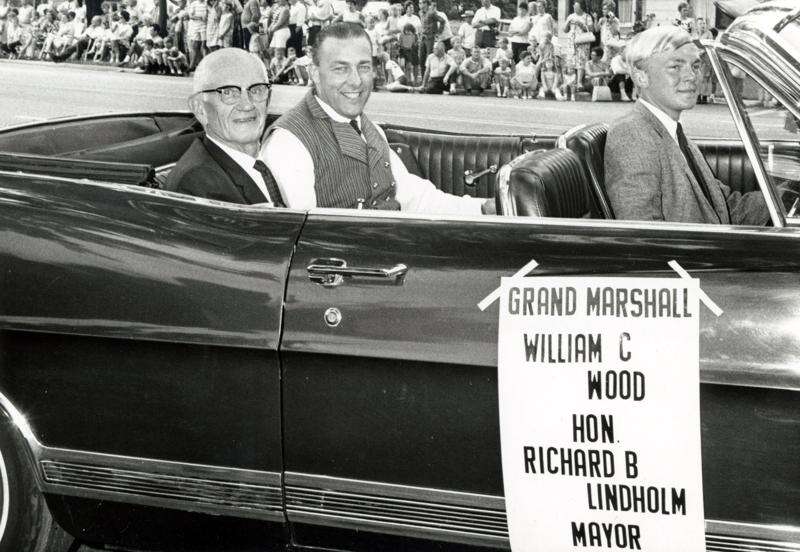 GRAND MARSHALL
WILLIAM C
WOOD
HON.
RICHARD B
LINDHOLM
MAYOR